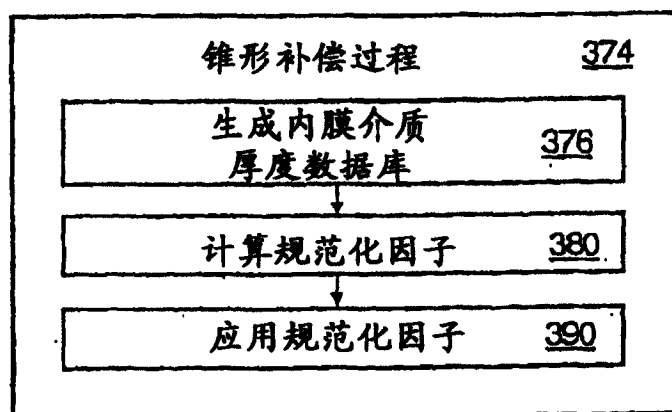 锥形补偿过程 374
生成内膜介质
厚度数据库 376
计算规范化因子 380
应用规范化因子 390